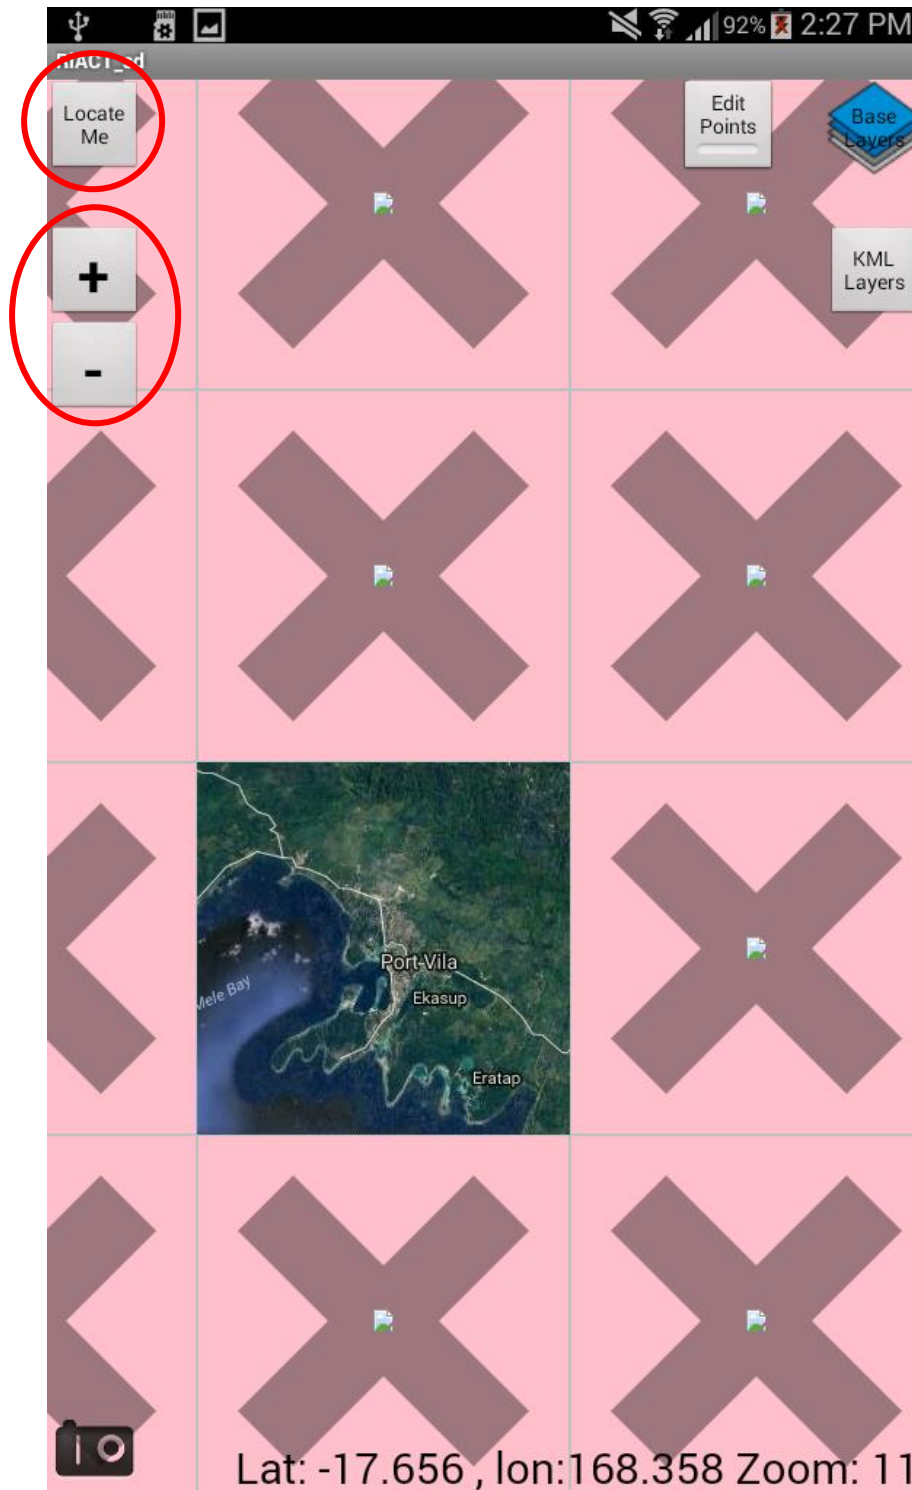 92% 2:27 PM
RiACT_sd
Locate
Me
Edit
Points
Base
Layers
+
KML
Layers
-
Port-Vila
Mele Bay
Ekasup
Eratap
Lat: -17.656 , lon:168.358 Zoom: 11